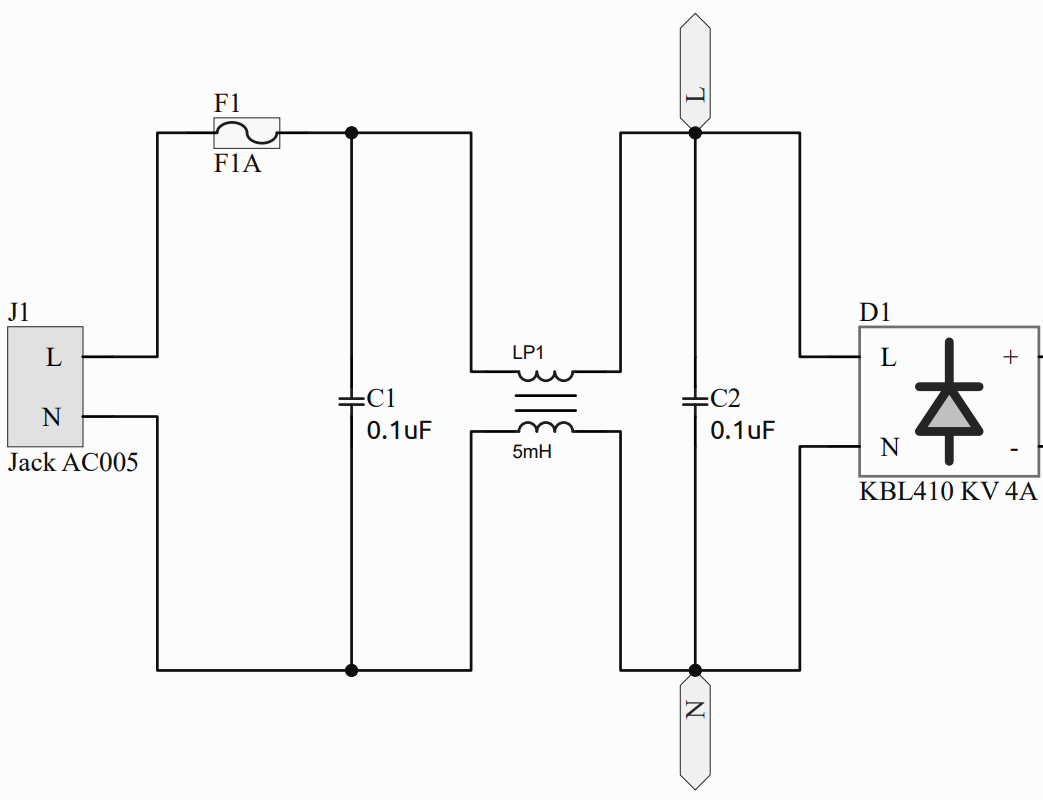 L
F1
F1A
J1
L
N
Jack AC005
C1
0.1uF
LP1
5mH
C2
0.1uF
D1
L
+
N
-
KBL410 KV 4A
N